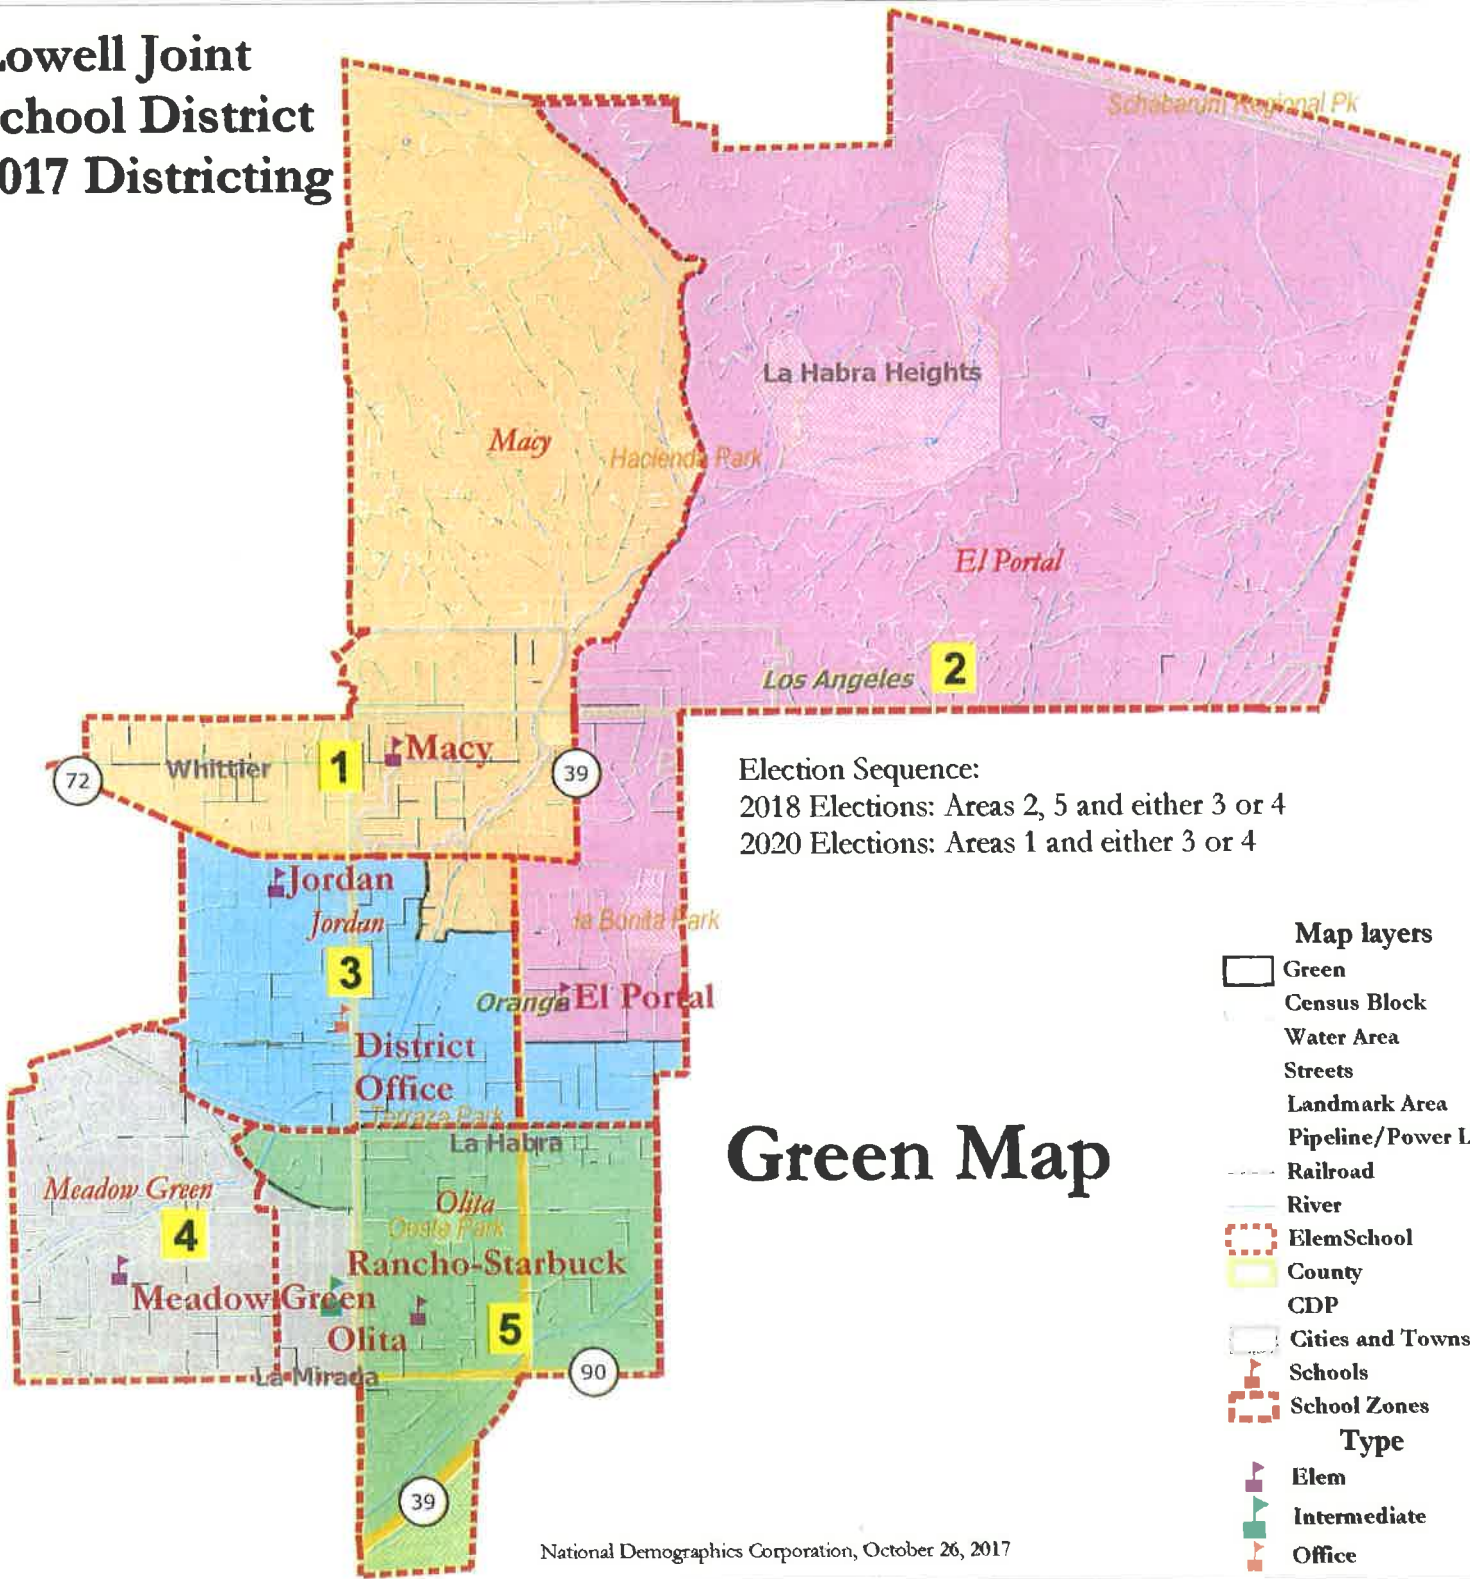 Lowell Joint
School District
2017 Districting
Schabarum Regional Pk
La Habra Heights
Macy
Hacienda Park
El Portal
Los Angeles
2
1
Macy
Whittier
72
39
Election Sequence:
2018 Elections: Areas 2, 5 and either 3 or 4
2020 Elections: Areas 1 and either 3 or 4
Jordan
Jordan
la Bonita Park
3
Orange
El Portal
District
Office
Terraza Park
La Habra
Green Map
Meadow Green
Olita
4
Rancho-Starbuck
Meadow Green
Olita
5
La Mirada
90
39
Map layers
Green
Census Block
Water Area
Streets
Landmark Area
Pipeline/Power L
Railroad
River
ElemSchool
County
CDP
Cities and Towns
Schools
School Zones
Type
Elem
Intermediate
Office
National Demographics Corporation, October 26, 2017